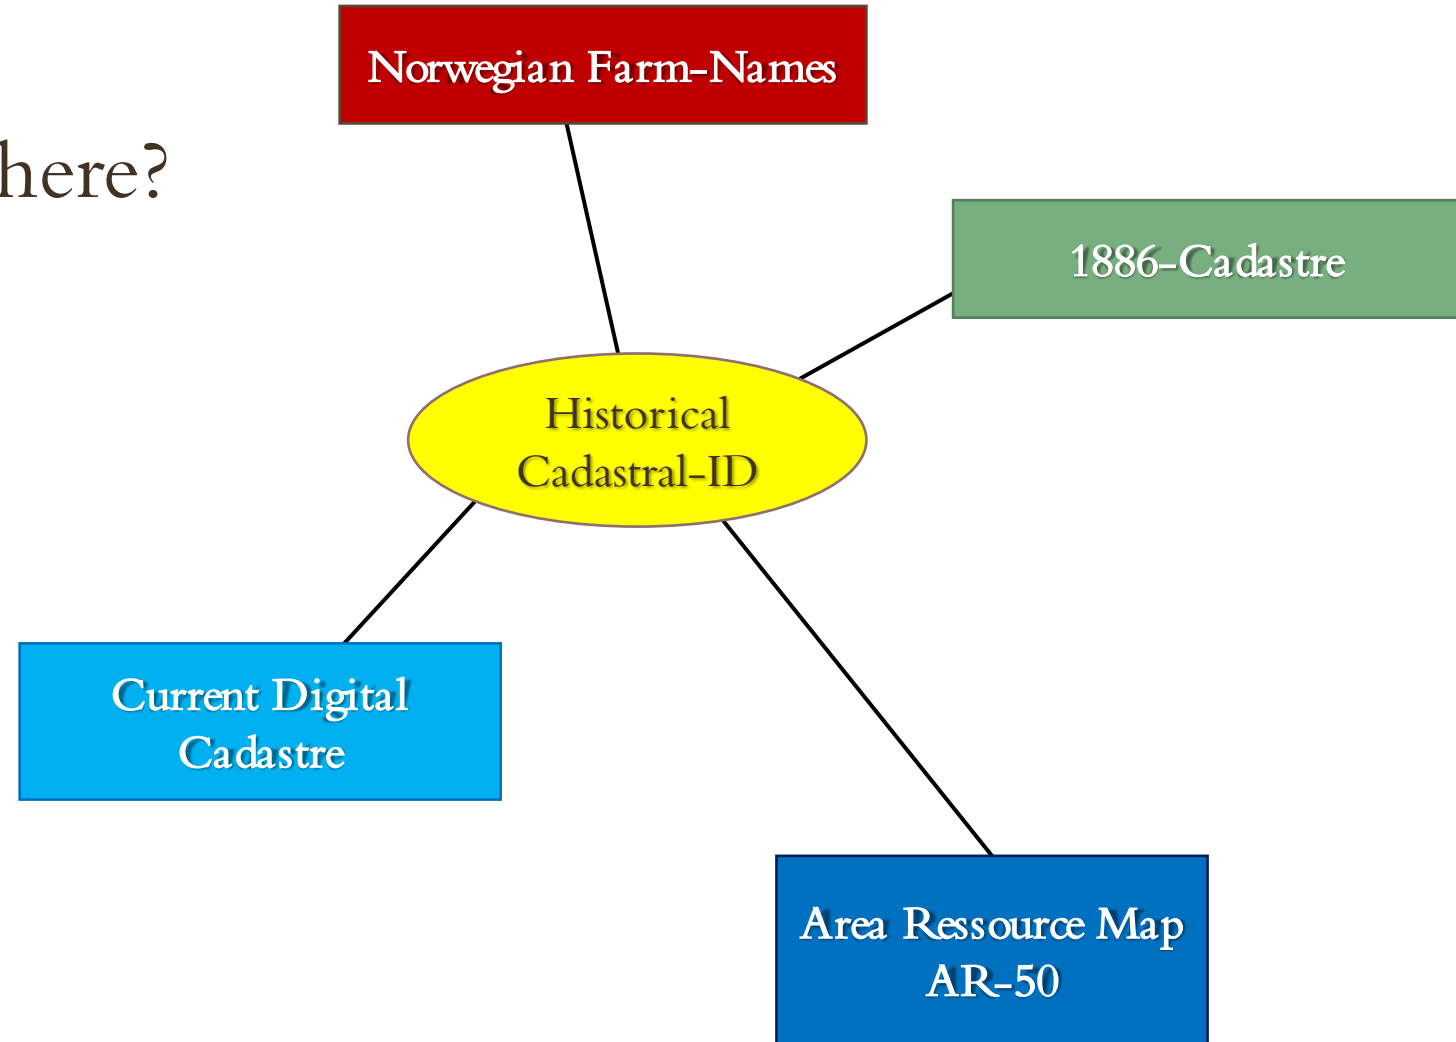 Norwegian Farm-Names
here?
1886-Cadastre
Historical
Cadastral-ID
Current Digital
Cadastre
Area Ressource Map
AR-50